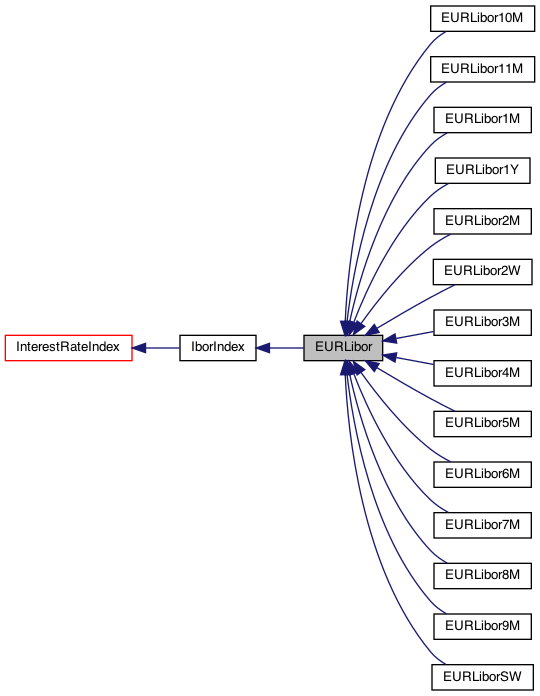 EURLibor10M
EURLibor11M
EURLibor1M
EURLibor1Y
EURLibor2M
EURLibor2W
EURLibor3M
InterestRateIndex
IborIndex
EURLibor
EURLibor4M
EURLibor5M
EURLibor6M
EURLibor7M
EURLibor8M
EURLibor9M
EURLiborSW